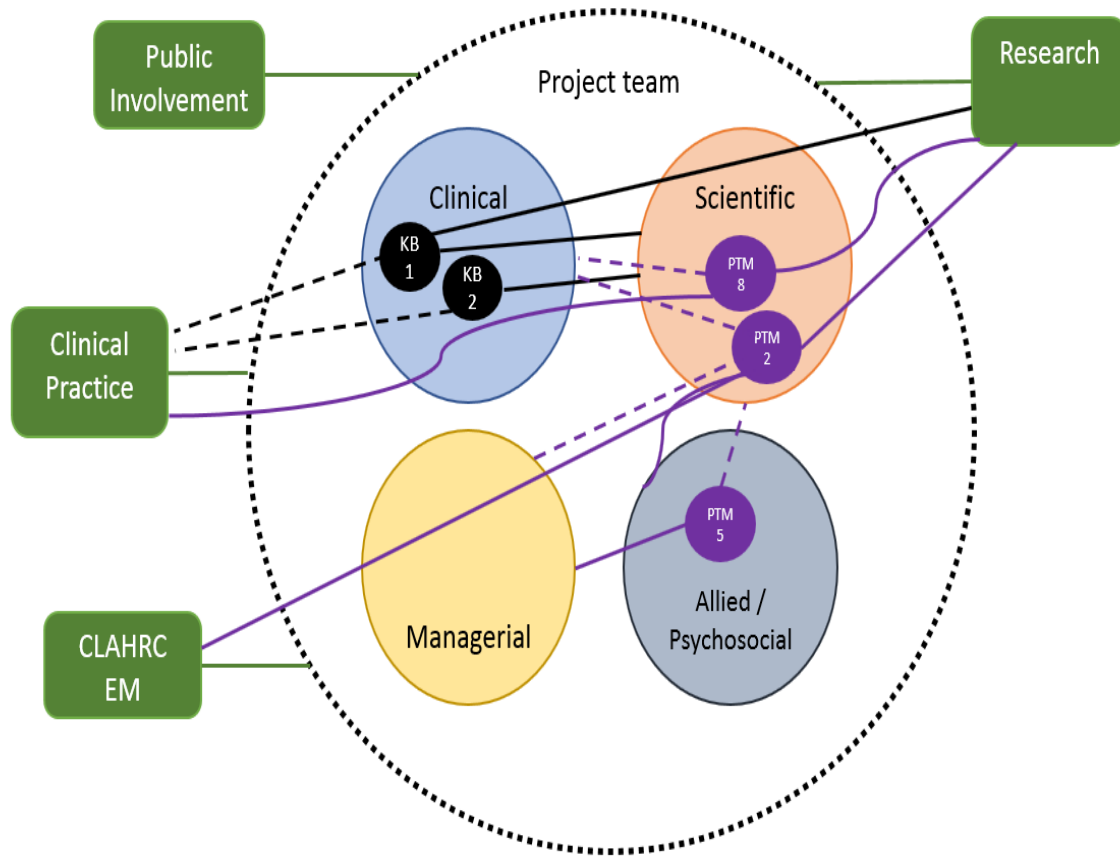 Public
Involvement
Project team
Research
Clinical
Scientific
KB
1
KB
2
PTM
8
PTM
2
Clinical
Practice
PTM
5
Managerial
Allied /
Psychosocial
CLAHRC
EM